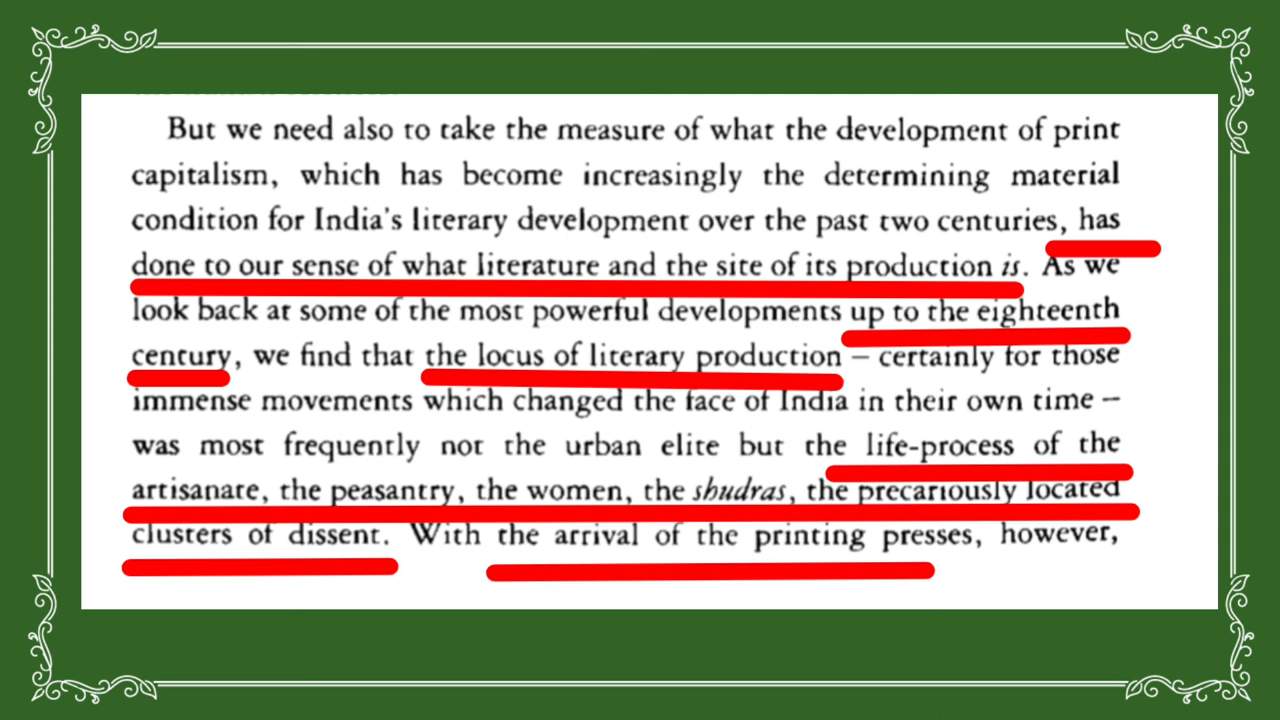 But we need also to take the measure of what the development of print
capitalism, which has become increasingly the determining material
condition for India's literary development over the past two centuries, has
done to our sense of what literature and the site of its production is. As we
look back at some of the most powerful developments up to the eighteenth
century, we find that the locus of literary production – certainly for those
immense movements which changed the face of India in their own time –
was most frequently not the urban elite but the life-process of the
artisanate, the peasantry, the women, the shudras, the precariously located
clusters of dissent. With the arrival of the printing presses, however,